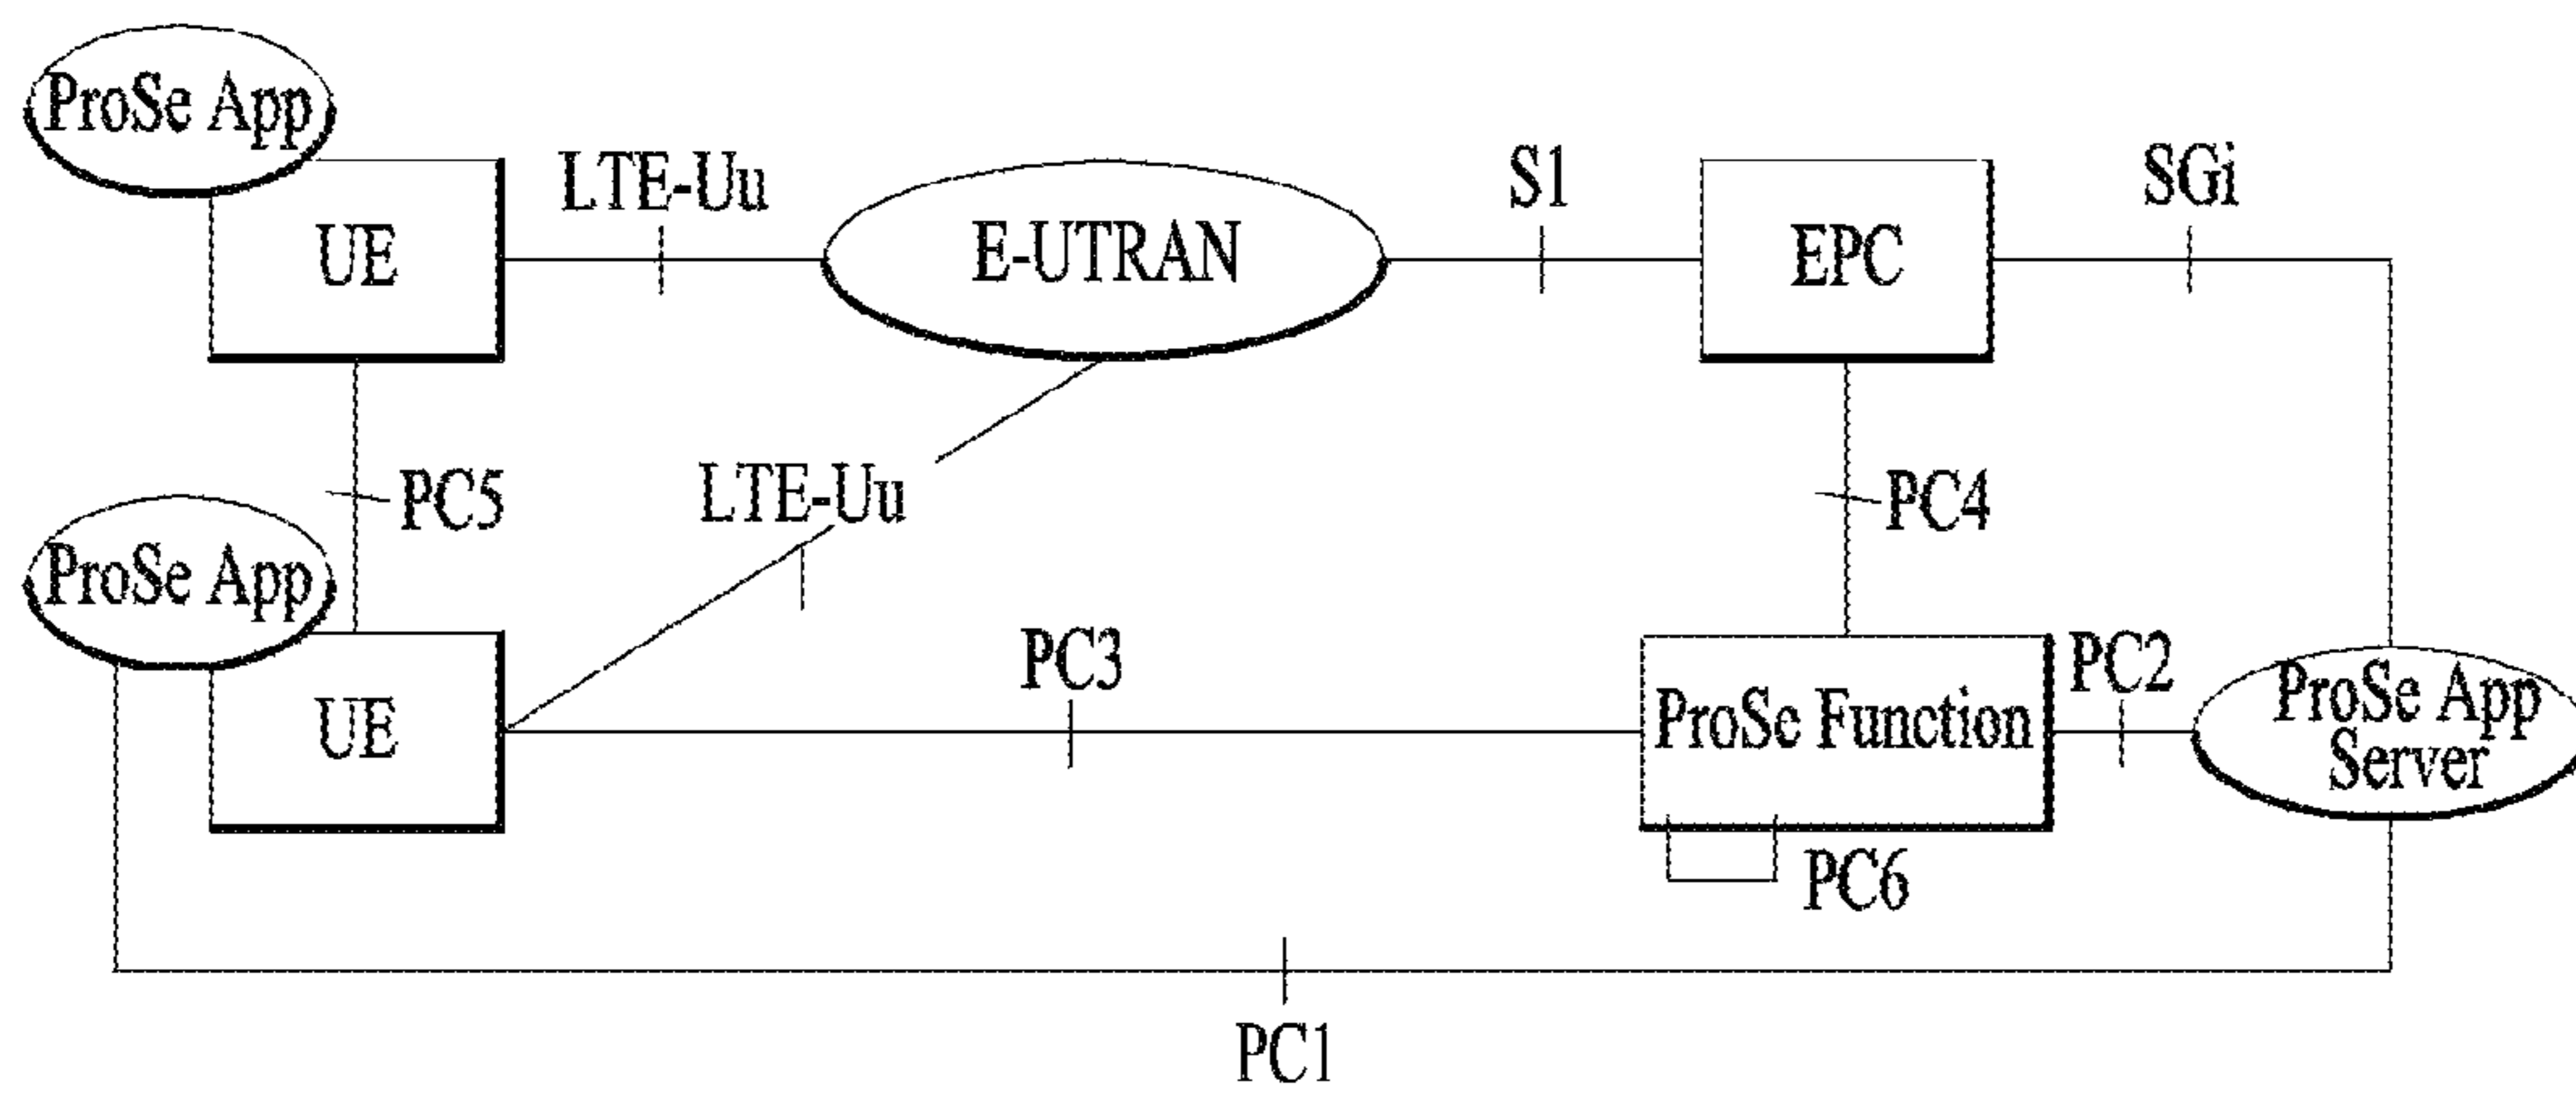 ProSe App
LTE-Uu
S1
SGi
UE
E-UTRAN
EPC
PC5
LTE-Uu
PC4
ProSe App
PC3
PC2
UE
ProSe Function
ProSe App
Server
PC6
PC1